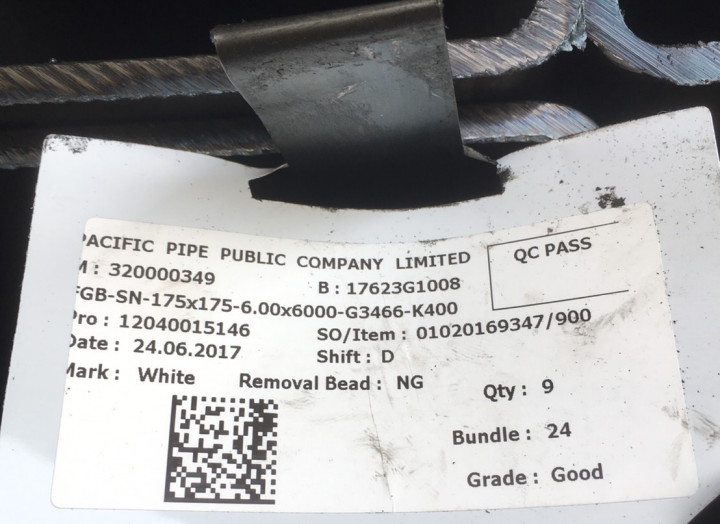 PACIFIC PIPE PUBLIC COMPANY LIMITED
QC PASS
M : 320000349
B : 17623G1008
FGB-SN-175x175-6.00x6000-G3466-K400
Pro : 12040015146
SO/Item : 01020169347/900
Date : 24.06.2017
Shift : D
Mark : White
Removal Bead : NG
Qty : 9
Bundle : 24
Grade : Good